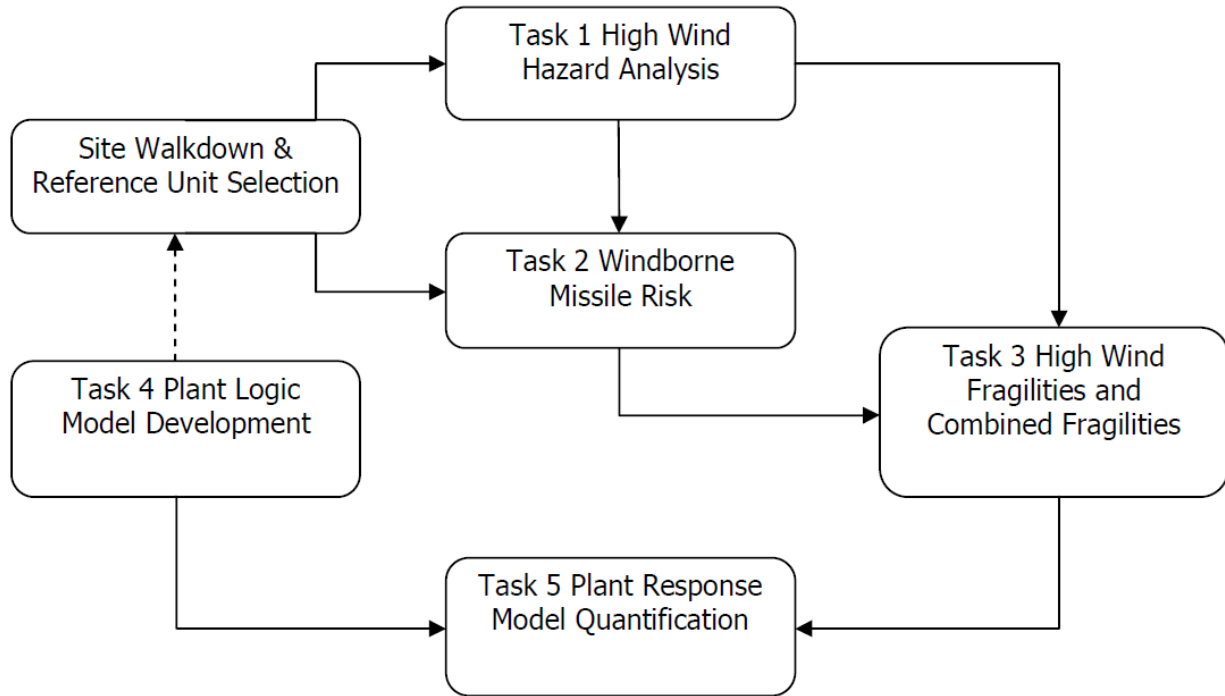 Task 1 High Wind
Hazard Analysis
Site Walkdown &
Reference Unit Selection
Task 2 Windborne
Missile Risk
Task 4 Plant Logic
Model Development
Task 3 High Wind
Fragilities and
Combined Fragilities
Task 5 Plant Response
Model Quantification